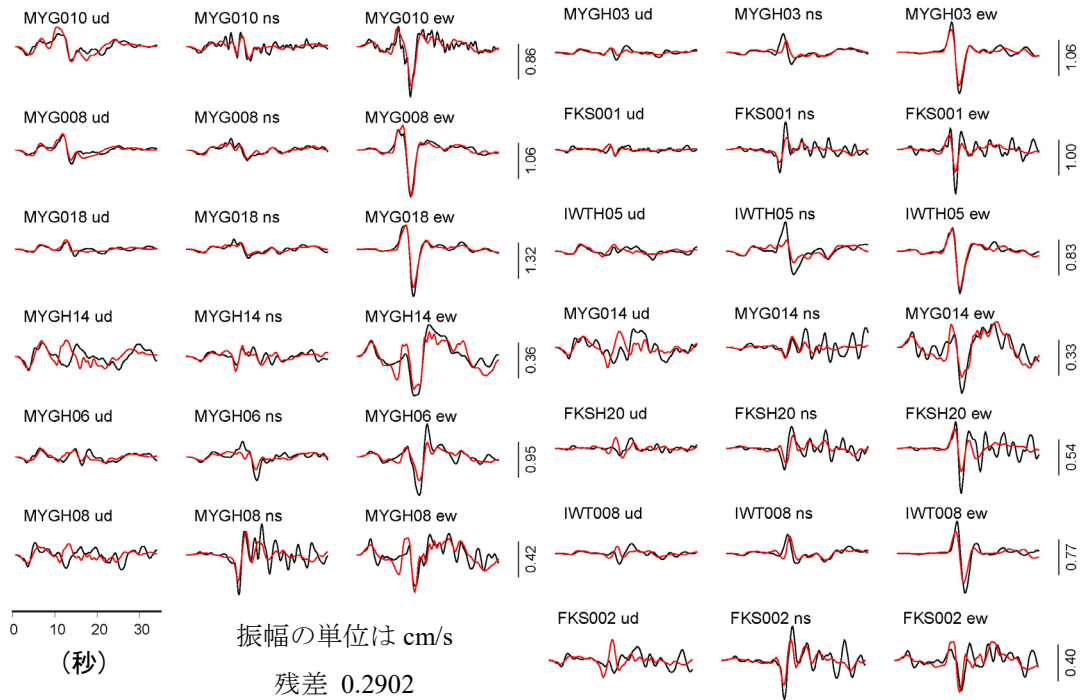 MYG010 ud MYG010 ns MYG010 ew 0.86
MYG008 ud MYG008 ns MYG008 ew 1.06
MYG018 ud MYG018 ns MYG018 ew 1.32
MYGH14 ud MYGH14 ns MYGH14 ew 0.36
MYGH06 ud MYGH06 ns MYGH06 ew 0.95
MYGH08 ud MYGH08 ns MYGH08 ew 0.42
0 10 20 30
（秒）
振幅の単位は cm/s
残差 0.2902
MYGH03 ud MYGH03 ns MYGH03 ew 1.06
FKS001 ud FKS001 ns FKS001 ew 1.00
IWTH05 ud IWTH05 ns IWTH05 ew 0.83
MYG014 ud MYG014 ns MYG014 ew 0.33
FKSH20 ud FKSH20 ns FKSH20 ew 0.54
IWT008 ud IWT008 ns IWT008 ew 0.77
FKS002 ud FKS002 ns FKS002 ew 0.40